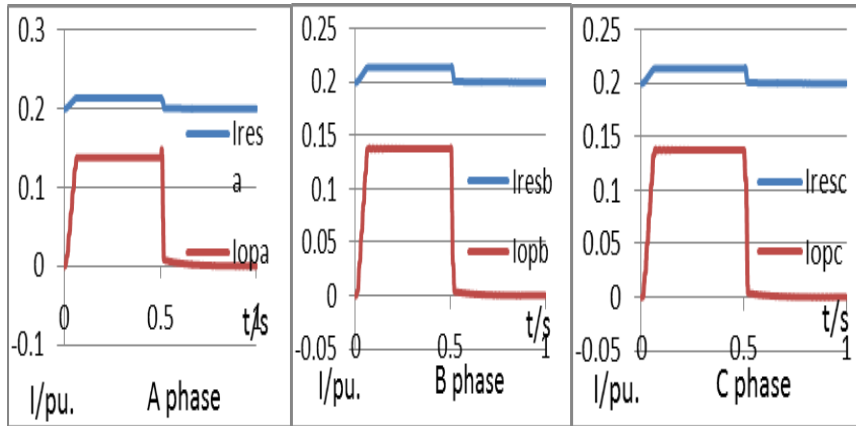 0.3
0.2
0.1
0
-0.1
Ires
a
Iopa
0
0.5
1
t/s
I/pu.
A phase
0.25
0.2
0.15
0.1
0.05
0
-0.05
Iresb
Iopb
0
0.5
1
t/s
I/pu.
B phase
0.25
0.2
0.15
0.1
0.05
0
-0.05
Iresc
Iopc
0
0.5
1
t/s
I/pu.
C phase